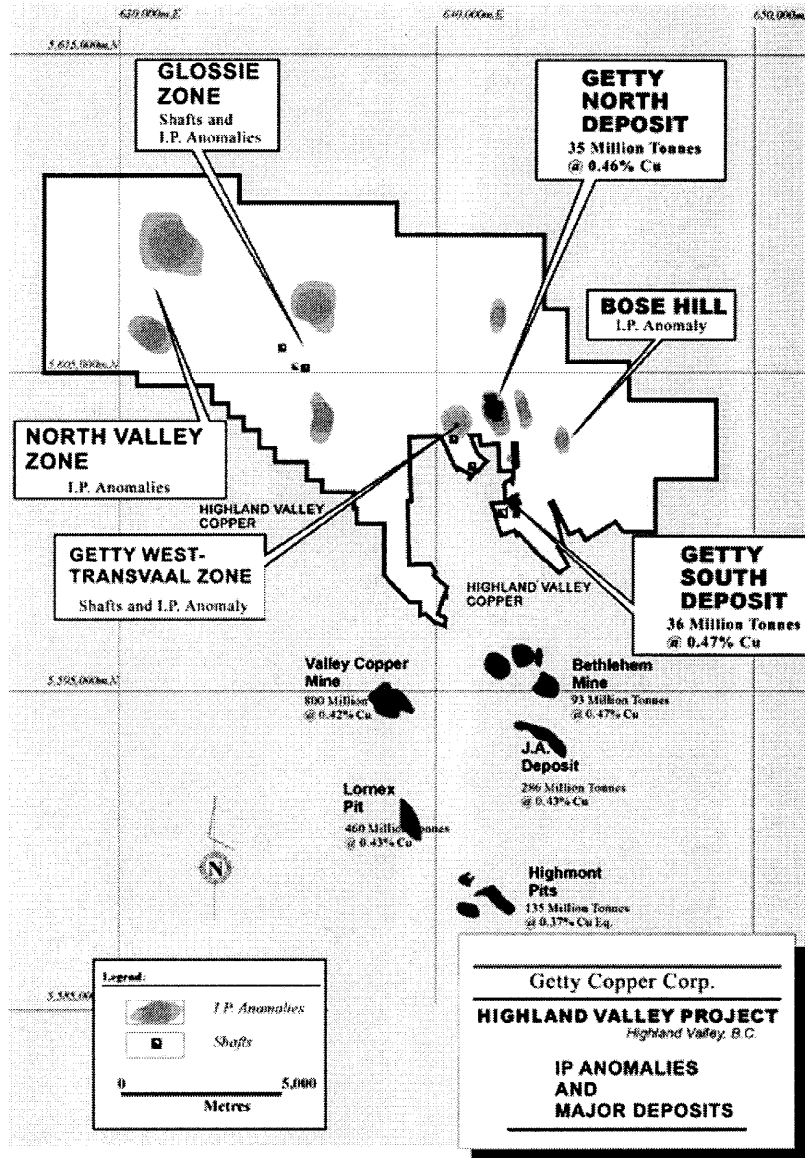 620,000m,E
640,000m,E
650,000m,E
5,615,000m,N
GLOSSIE
ZONE
Shafts and
I.P. Anomalies
GETTY
NORTH
DEPOSIT
35 Million Tonnes
@ 0.46% Cu
BOSE HILL
I.P. Anomaly
5,605,000m,N
NORTH VALLEY
ZONE
I.P. Anomalies
HIGHLAND VALLEY
COPPER
GETTY WEST-
TRANSVAAL ZONE
Shafts and I.P. Anomaly
HIGHLAND VALLEY
COPPER
GETTY
SOUTH
DEPOSIT
36 Million Tonnes
@ 0.47% Cu
5,595,000m,N
Valley Copper
Mine
800 Million
@ 0.42% Cu
Bethlehem
Mine
93 Million Tonnes
@ 0.47% Cu
J.A.
Deposit
286 Million Tonnes
@ 0.43% Cu
Lornex
Pit
460 Million Tonnes
@ 0.43% Cu
N
Highmont
Pits
135 Million Tonnes
@ 0.37% Cu Eq.
5,585,00
Legend:
I.P. Anomalies
Shafts
0 5,000
Metres
Getty Copper Corp.
HIGHLAND VALLEY PROJECT
Highland Valley, B.C.
IP ANOMALIES
AND
MAJOR DEPOSITS